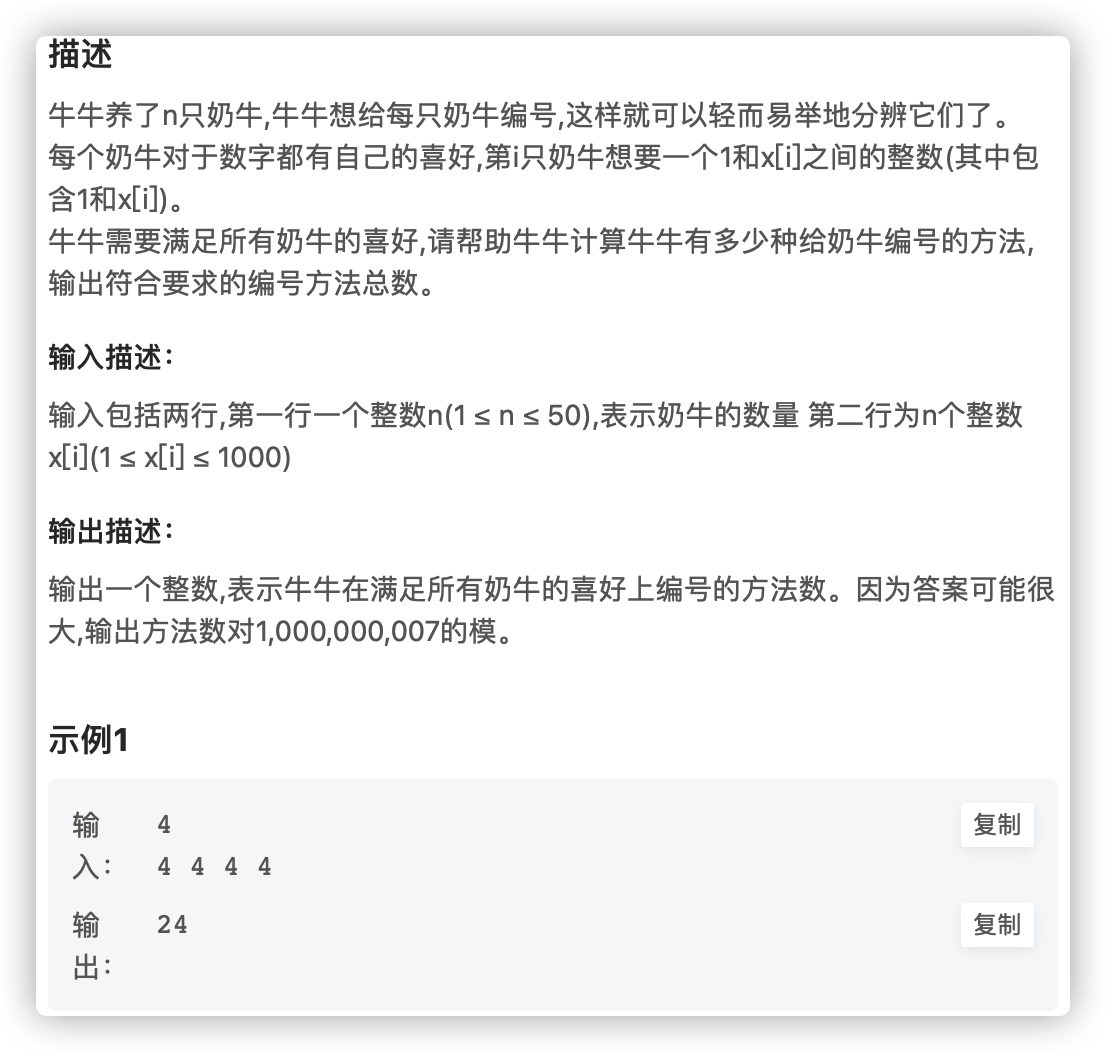 描述
牛牛养了n只奶牛,牛牛想给每只奶牛编号,这样就可以轻而易举地分辨它们了。
每个奶牛对于数字都有自己的喜好,第i只奶牛想要一个1和x[i]之间的整数(其中包
含1和x[i])。
牛牛需要满足所有奶牛的喜好,请帮助牛牛计算牛牛有多少种给奶牛编号的方法,
输出符合要求的编号方法总数。
输入描述：
输入包括两行,第一行一个整数n(1 ≤ n ≤ 50),表示奶牛的数量 第二行为n个整数
x[i](1 ≤ x[i] ≤ 1000)
输出描述：
输出一个整数,表示牛牛在满足所有奶牛的喜好上编号的方法数。因为答案可能很
大,输出方法数对1,000,000,007的模。
示例1
输 4 复制
入： 4 4 4 4
输 24 复制
出：